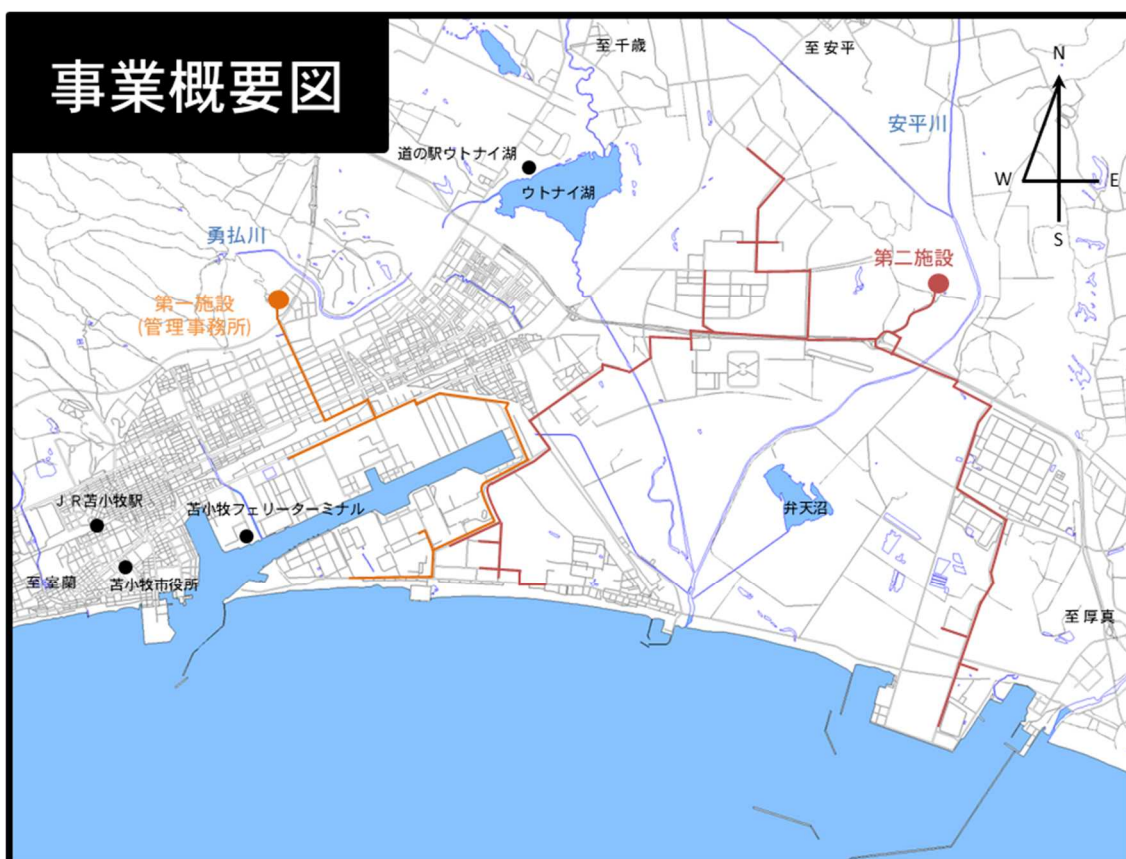 事業概要図
至千歳
至安平
N
安平川
道の駅ウトナイ湖
W
E
ウトナイ湖
S
勇払川
第二施設
第一施設
(管理事務所)
JR苫小牧駅
苫小牧フェリーターミナル
弁天沼
至室蘭
苫小牧市役所
至厚真